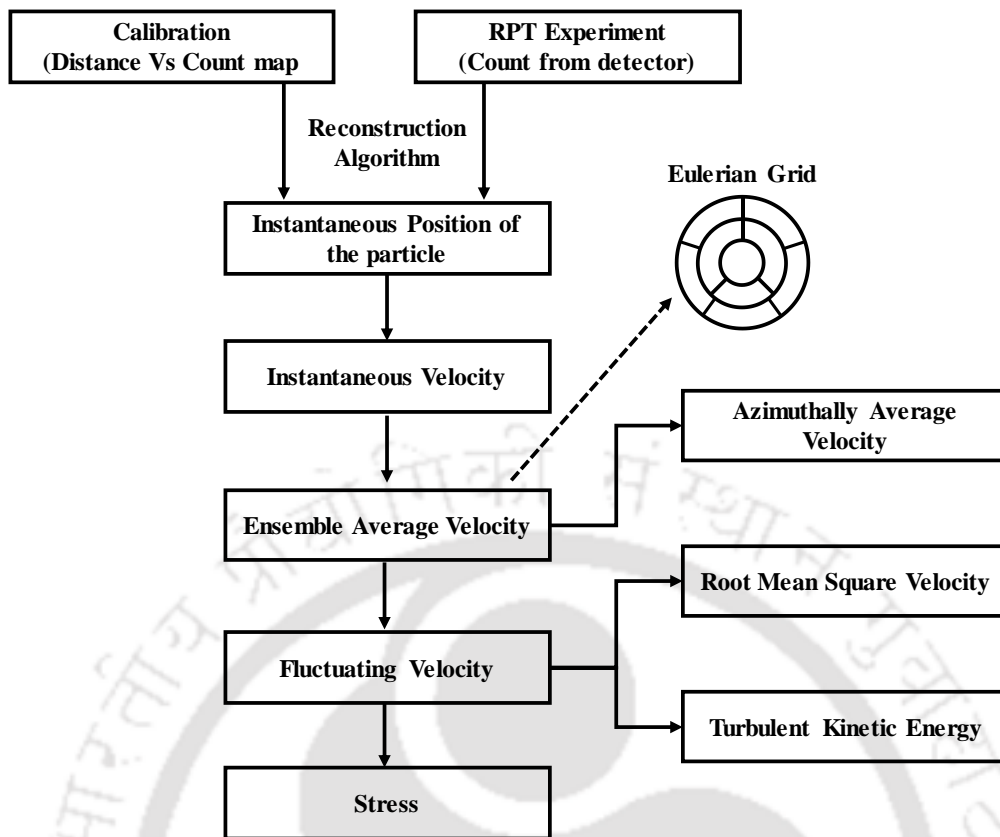 Calibration
(Distance Vs Count map
RPT Experiment
(Count from detector)
Reconstruction
Algorithm
Eulerian Grid
Instantaneous Position of
the particle
Instantaneous Velocity
Azimuthally Average
Velocity
Ensemble Average Velocity
Root Mean Square Velocity
Fluctuating Velocity
Turbulent Kinetic Energy
Stress